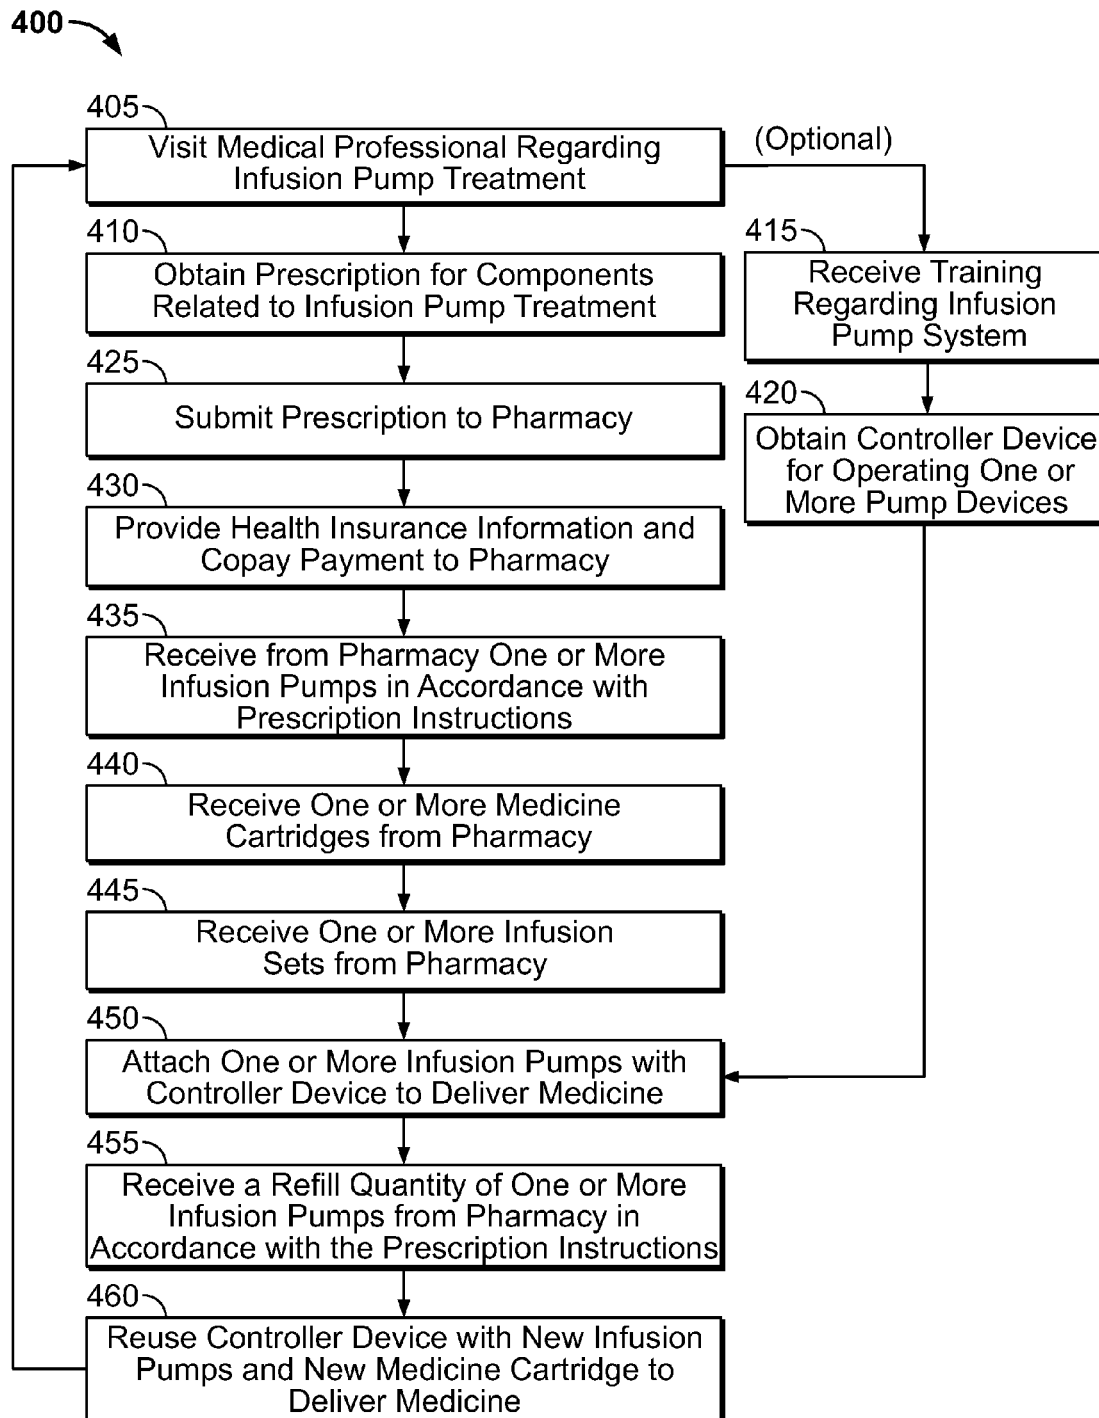 400
405
Visit Medical Professional Regarding
Infusion Pump Treatment
(Optional)
410
Obtain Prescription for Components
Related to Infusion Pump Treatment
415
Receive Training
Regarding Infusion
Pump System
425
Submit Prescription to Pharmacy
420
Obtain Controller Device
for Operating One or
More Pump Devices
430
Provide Health Insurance Information and
Copay Payment to Pharmacy
435
Receive from Pharmacy One or More
Infusion Pumps in Accordance with
Prescription Instructions
440
Receive One or More Medicine
Cartridges from Pharmacy
445
Receive One or More Infusion
Sets from Pharmacy
450
Attach One or More Infusion Pumps with
Controller Device to Deliver Medicine
455
Receive a Refill Quantity of One or More
Infusion Pumps from Pharmacy in
Accordance with the Prescription Instructions
460
Reuse Controller Device with New Infusion
Pumps and New Medicine Cartridge to
Deliver Medicine